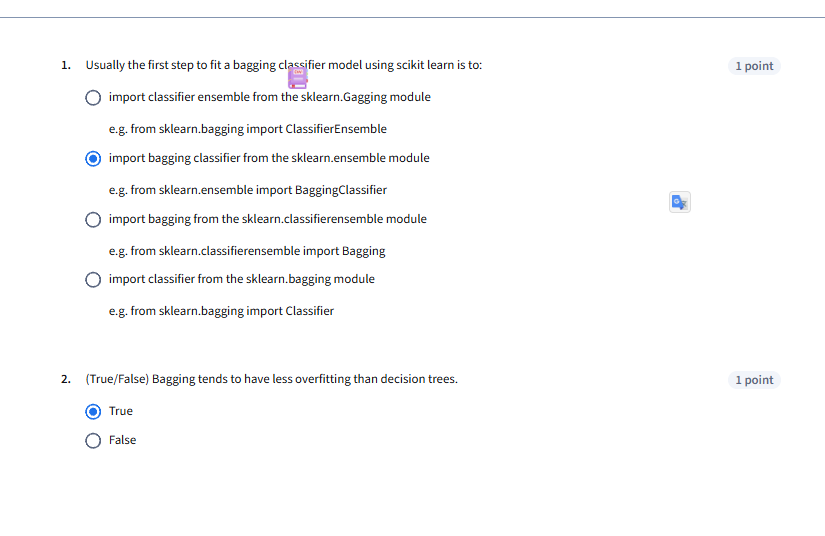 1. Usually the first step to fit a bagging classifier model using scikit learn is to:
1 point
import classifier ensemble from the sklearn.Gagging module
e.g. from sklearn.bagging import ClassifierEnsemble
import bagging classifier from the sklearn.ensemble module
e.g. from sklearn.ensemble import BaggingClassifier
import bagging from the sklearn.classifierensemble module
e.g. from sklearn.classifierensemble import Bagging
import classifier from the sklearn.bagging module
e.g. from sklearn.bagging import Classifier
2. (True/False) Bagging tends to have less overfitting than decision trees.
1 point
True
False